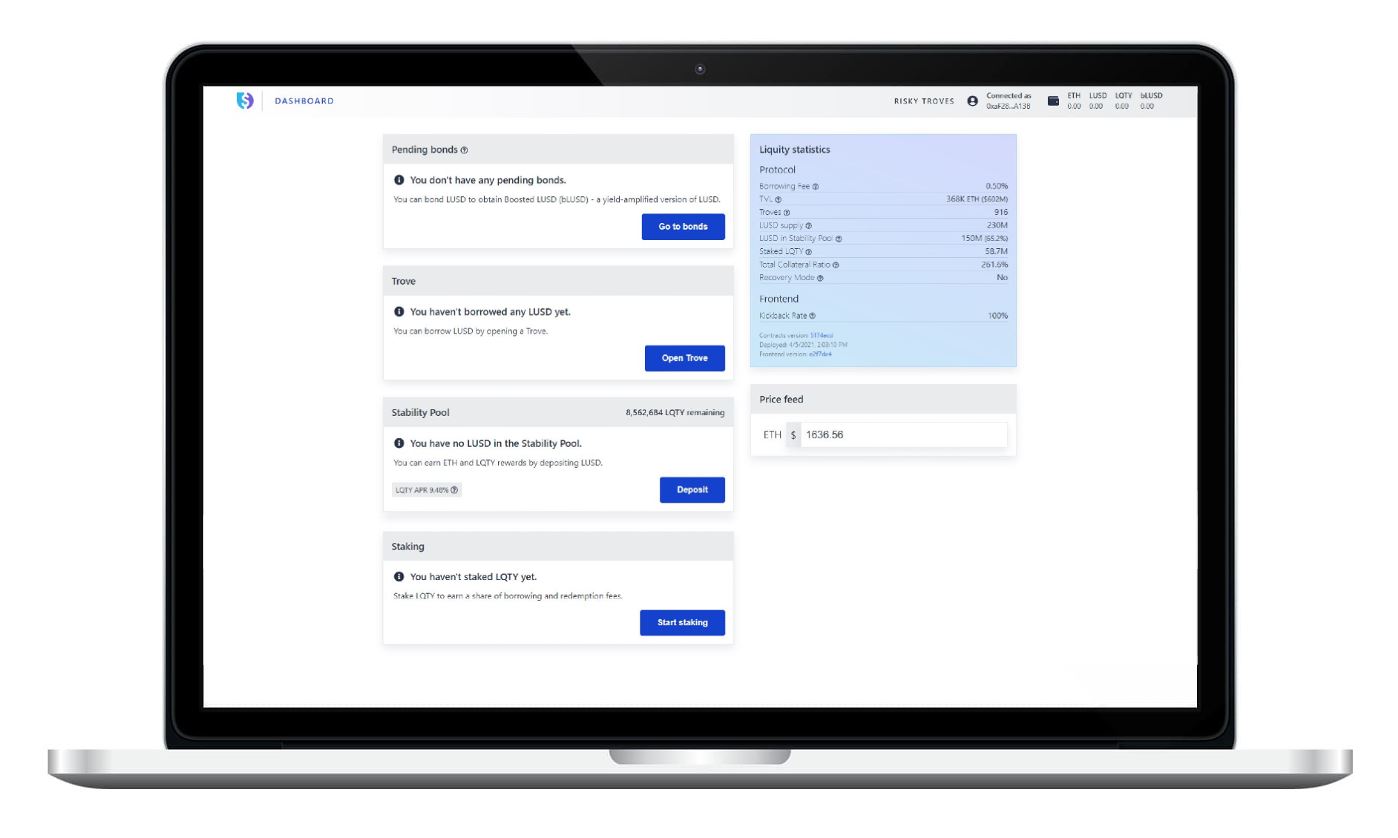 DASHBOARD
RISKY TROVES
Connected as
ETH LUSD LQTY bLUSD
0.00 0.00 0.00 0.00
Pending bonds
You don't have any pending bonds.
You can bond LUSD to obtain Boosted LUSD (bLUSD) - a yield-amplified version of LUSD.
Go to bonds
Trove
You haven't borrowed any LUSD yet.
You can borrow LUSD by opening a Trove.
Open Trove
Stability Pool 8,562,684 LQTY remaining
You have no LUSD in the Stability Pool.
You can earn ETH and LQTY rewards by depositing LUSD.
LQTY APR 9.48%
Deposit
Staking
You haven't staked LQTY yet.
Stake LQTY to earn a share of borrowing and redemption fees.
Start staking
Liquity statistics
Protocol
Borrowing Fee 0.50%
TVL 368K ETH ($602M)
Troves 916
LUSD supply 230M
LUSD in Stability Pool 150M (65.2%)
Staked LQTY 58.7M
Total Collateral Ratio 261.6%
Recovery Mode No
Frontend
Kickback Rate 100%
Contracts version:
Deployed: 4/5/2021, 2:03:10 PM
Frontend version:
Price feed
ETH $ 1636.56